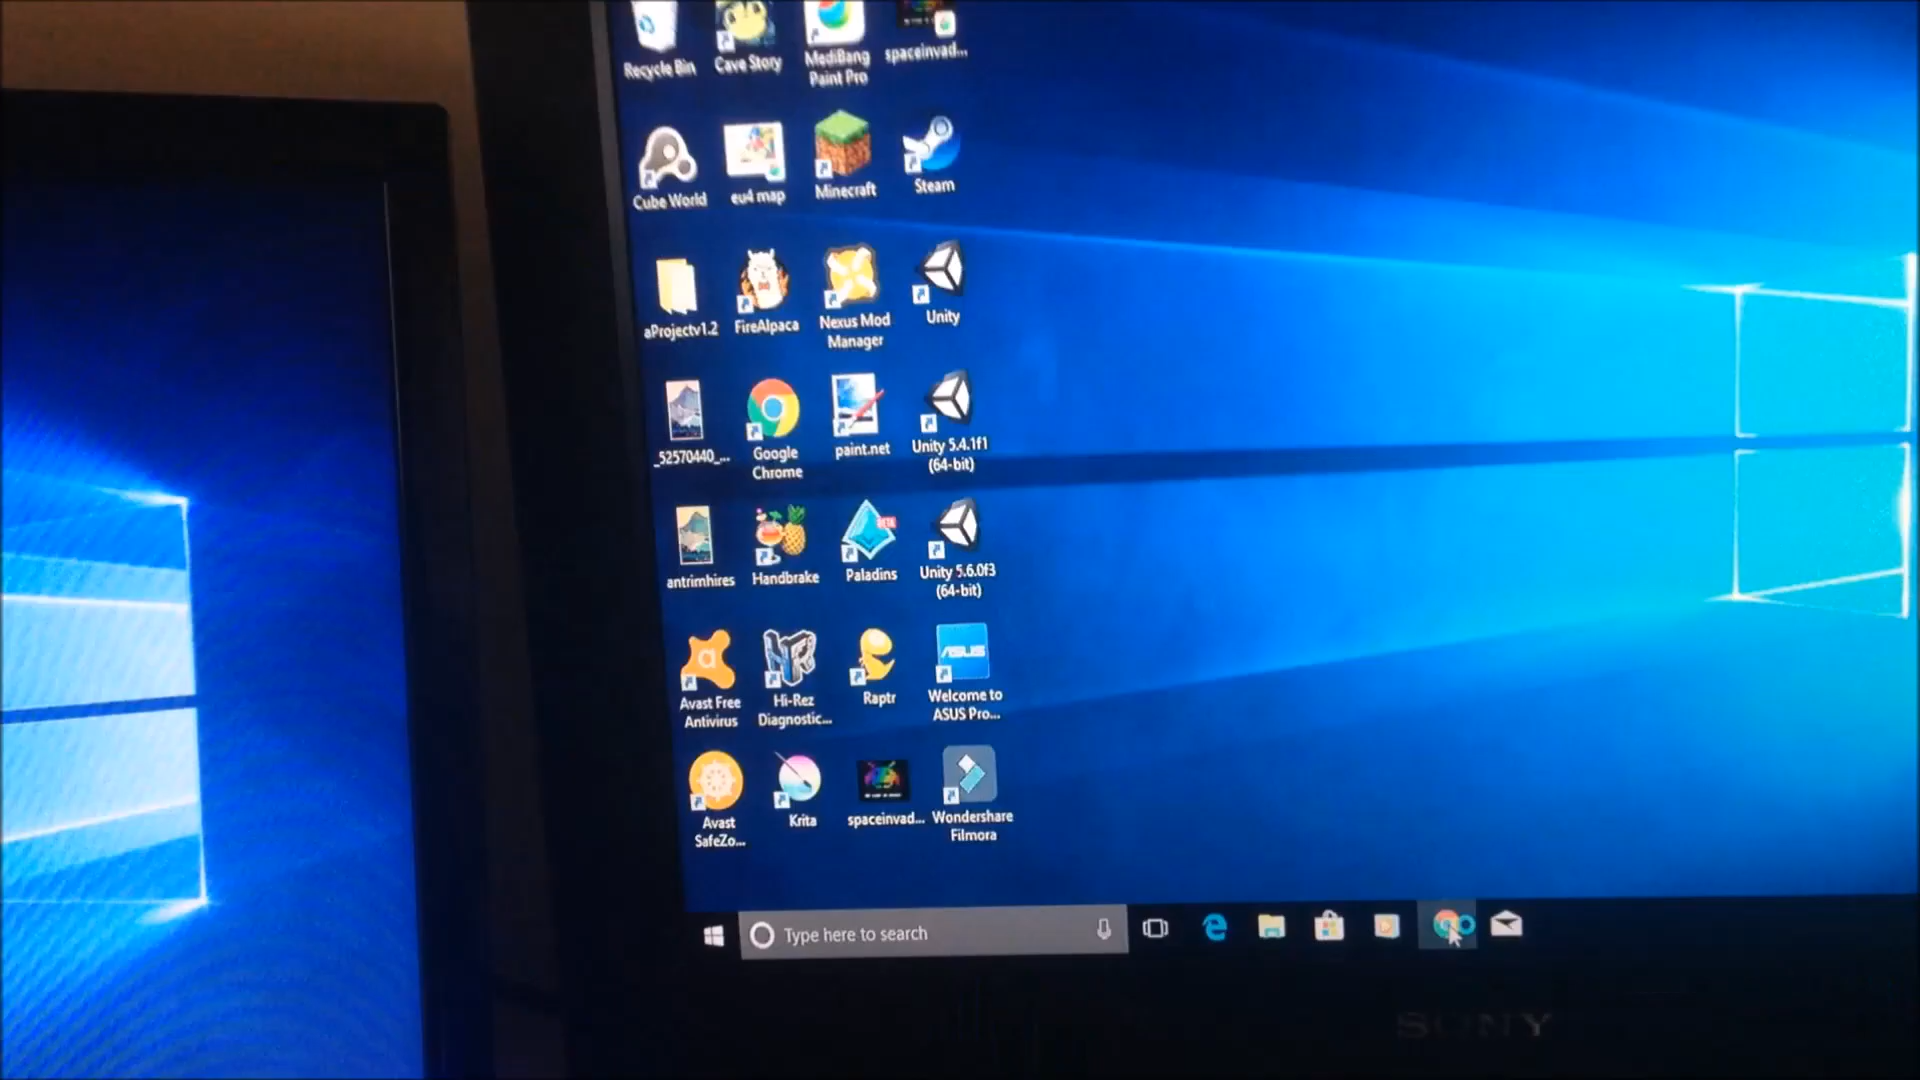 Recycle Bin
Cave Story
MediBang
Paint Pro
spaceinvad...
Cube World
eu4 map
Minecraft
Steam
aProjectv1.2
FireAlpaca
Nexus Mod
Manager
Unity
_52570440_...
Google
Chrome
paint.net
Unity 5.4.1f1
(64-bit)
antrimhires
Handbrake
BETA
Paladins
Unity 5.6.0f3
(64-bit)
Avast Free
Antivirus
Hi-Rez
Diagnostic...
Raptr
ASUS
Welcome to
ASUS Pro...
Avast
SafeZo...
Krita
spaceinvad...
Wondershare
Filmora
Type here to search
SONY